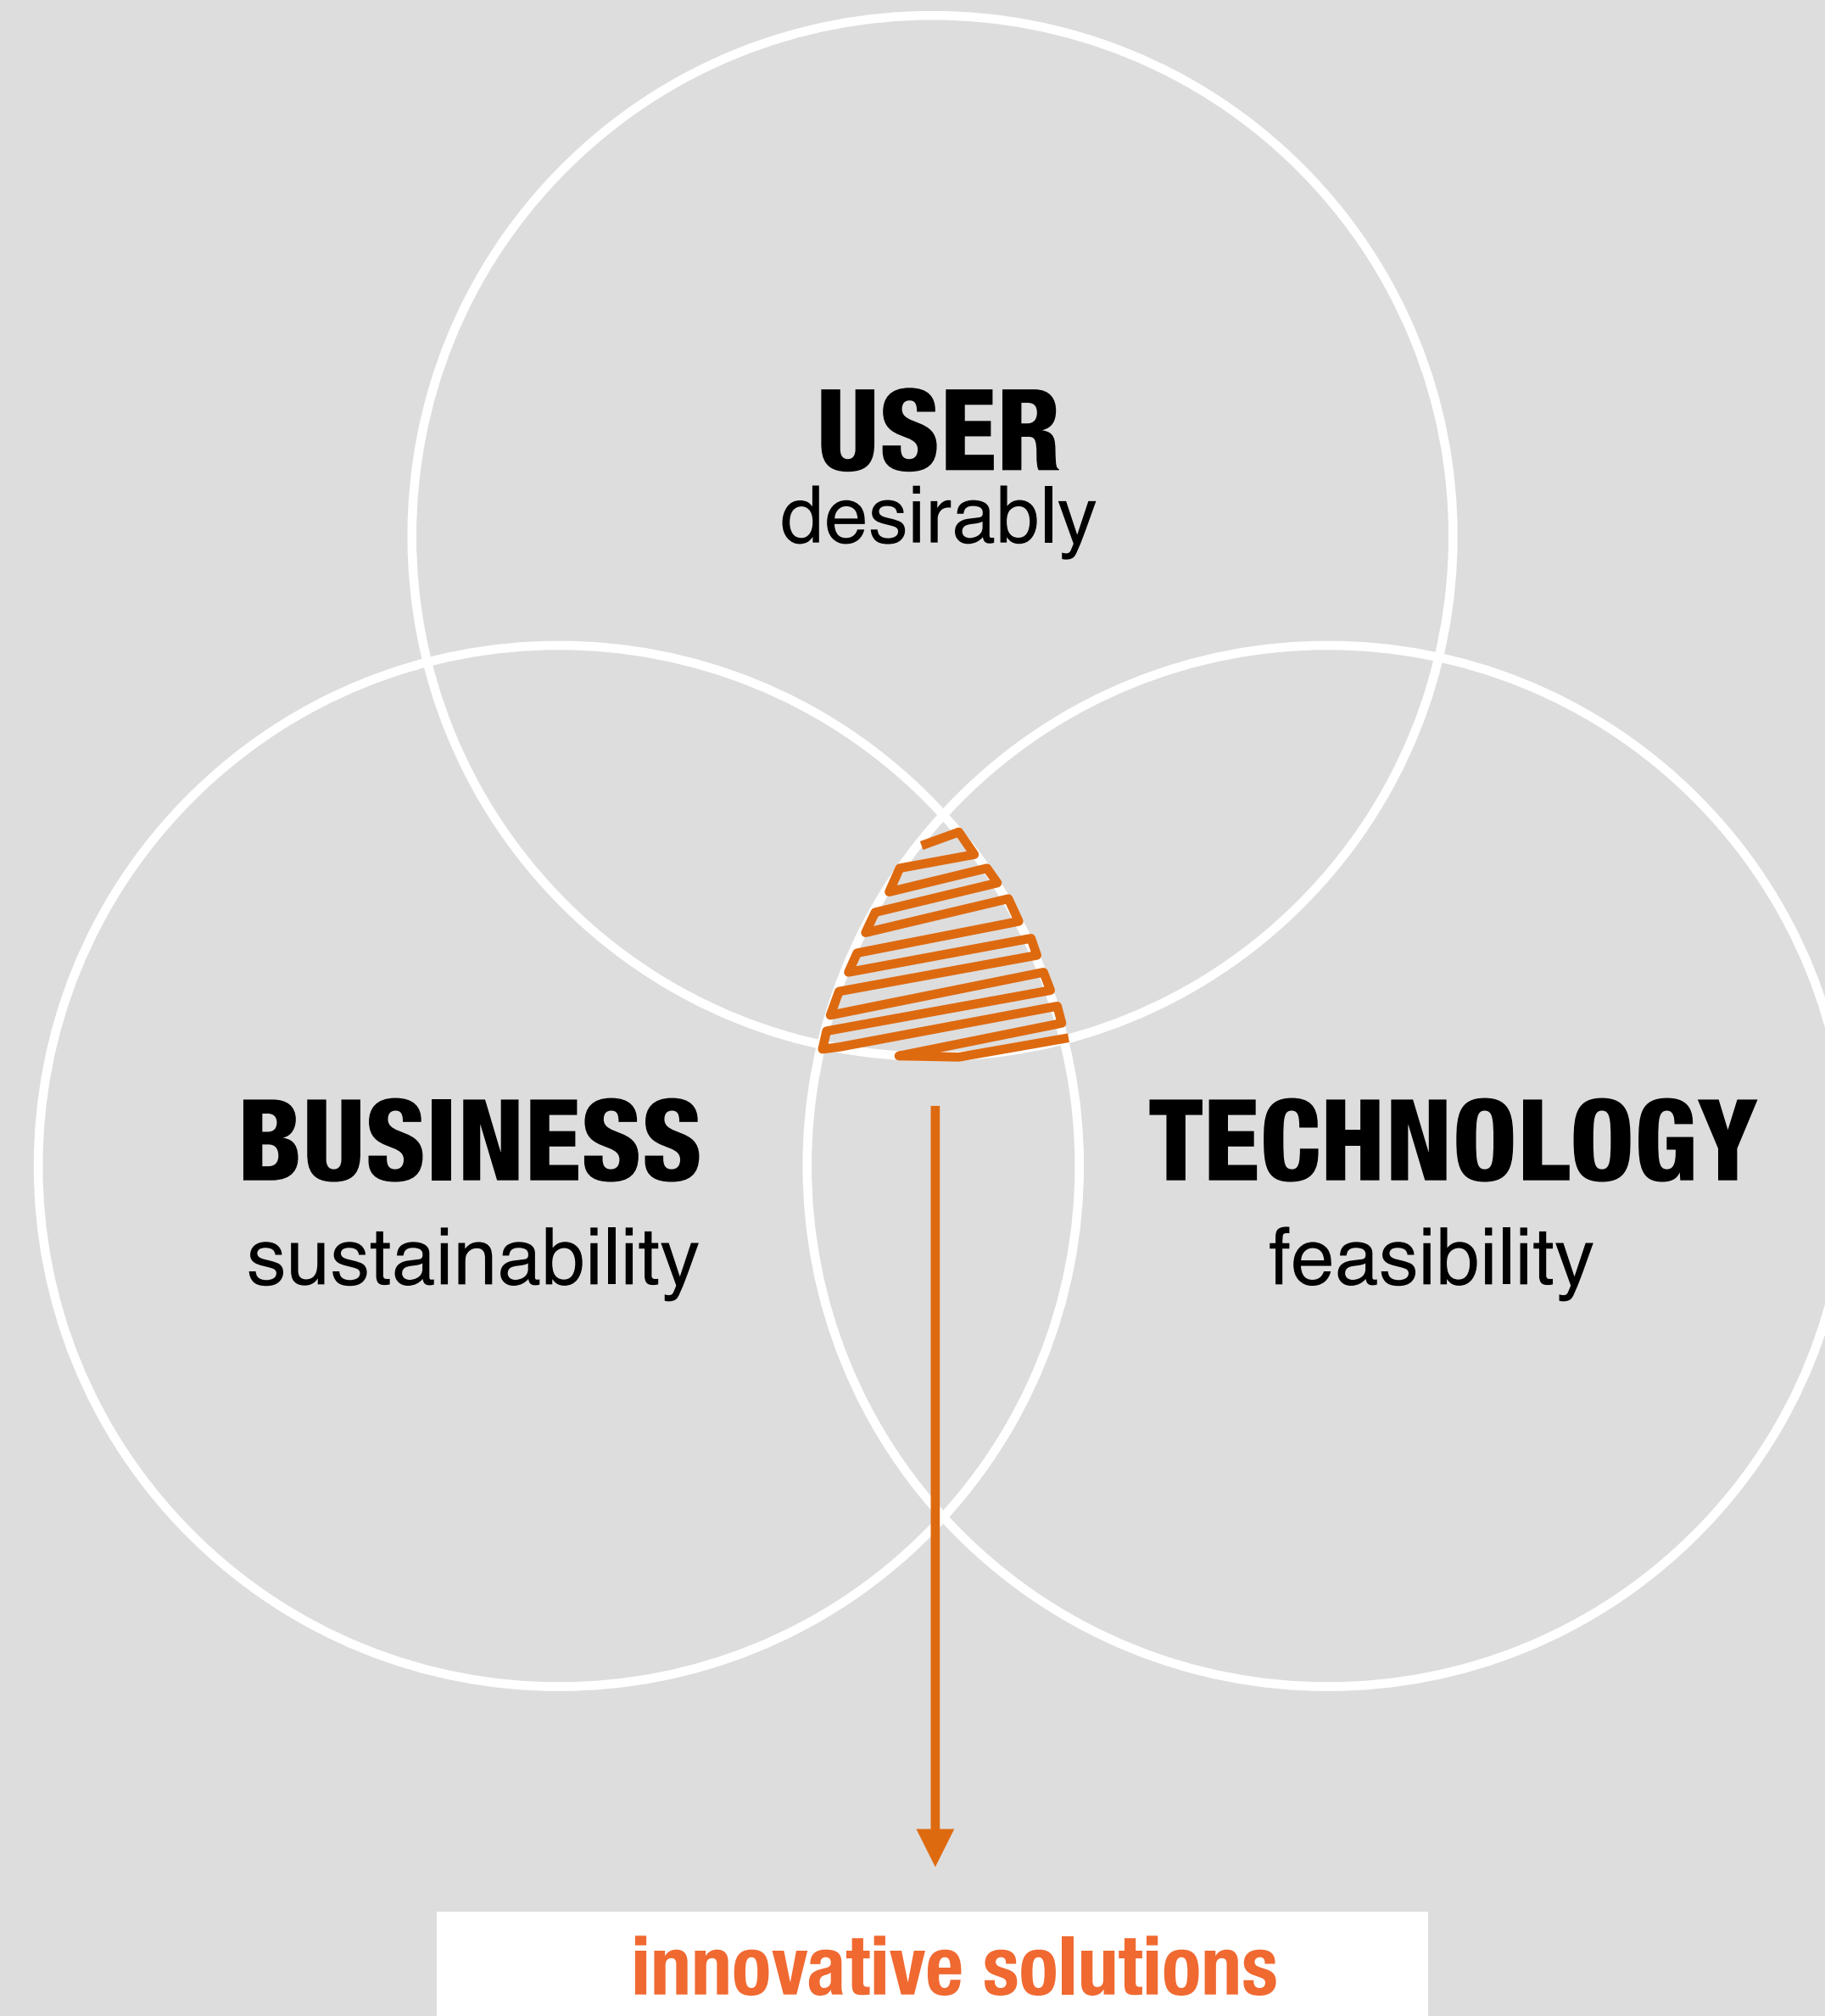 USER
desirably
BUSINESS
sustainability
TECHNOLOGY
feasibility
innovative solutions